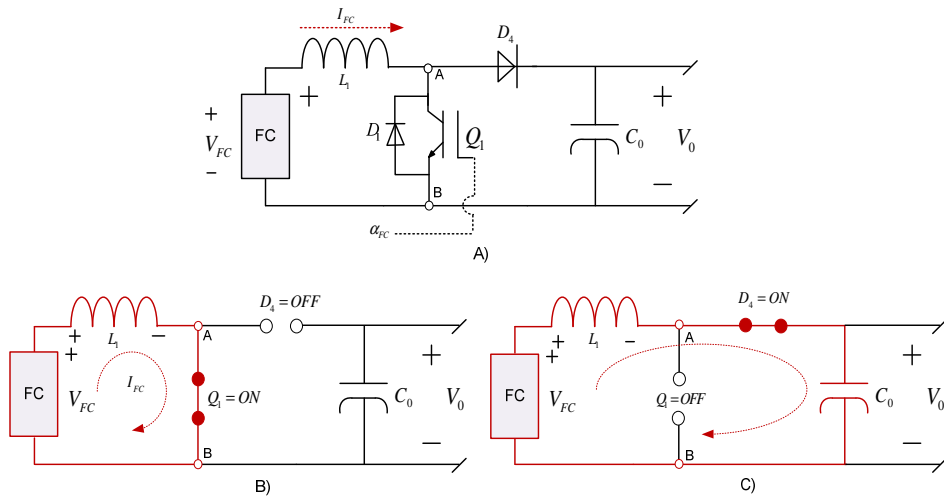 I_FC
D_4
A
+
L_1
+
FC
V_FC
-
D_1
Q_1
C_0
+
V_0
−
B
α_FC
A)
D_4 = OFF
A
+
L_1
−
+
FC
V_FC
I_FC
Q_1 = ON
C_0
+
V_0
−
B
B)
D_4 = ON
A
+
L_1
−
+
FC
V_FC
Q_1 = OFF
C_0
+
V_0
−
B
C)